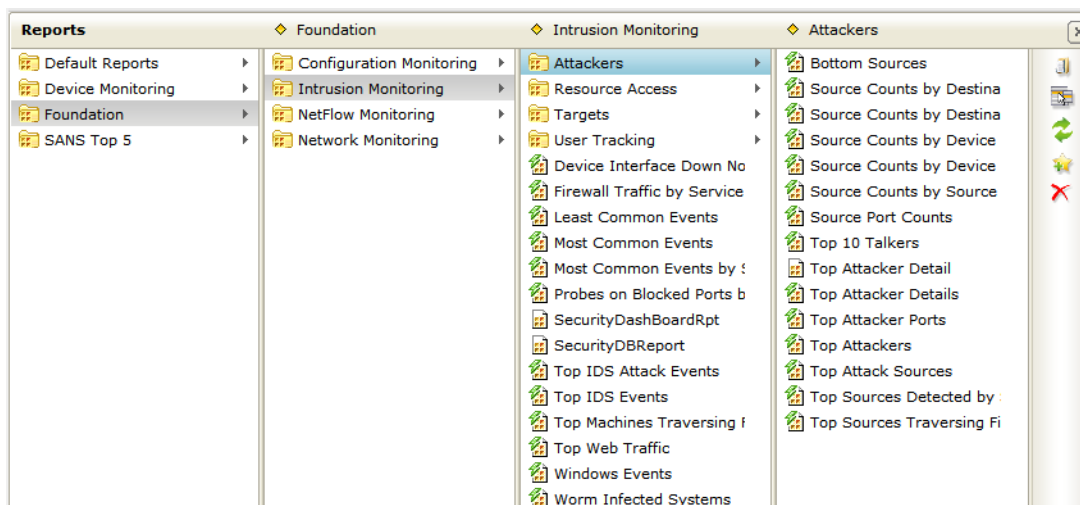 Reports
Default Reports
Device Monitoring
Foundation
SANS Top 5
Foundation
Configuration Monitoring
Intrusion Monitoring
NetFlow Monitoring
Network Monitoring
Intrusion Monitoring
Attackers
Resource Access
Targets
User Tracking
Device Interface Down No
Firewall Traffic by Service
Least Common Events
Most Common Events
Most Common Events by
Probes on Blocked Ports b
SecurityDashBoardRpt
SecurityDBReport
Top IDS Attack Events
Top IDS Events
Top Machines Traversing F
Top Web Traffic
Windows Events
Worm Infected Systems
Attackers
Bottom Sources
Source Counts by Destina
Source Counts by Destina
Source Counts by Device
Source Counts by Device
Source Counts by Source
Source Port Counts
Top 10 Talkers
Top Attacker Detail
Top Attacker Details
Top Attacker Ports
Top Attackers
Top Attack Sources
Top Sources Detected by
Top Sources Traversing Fi